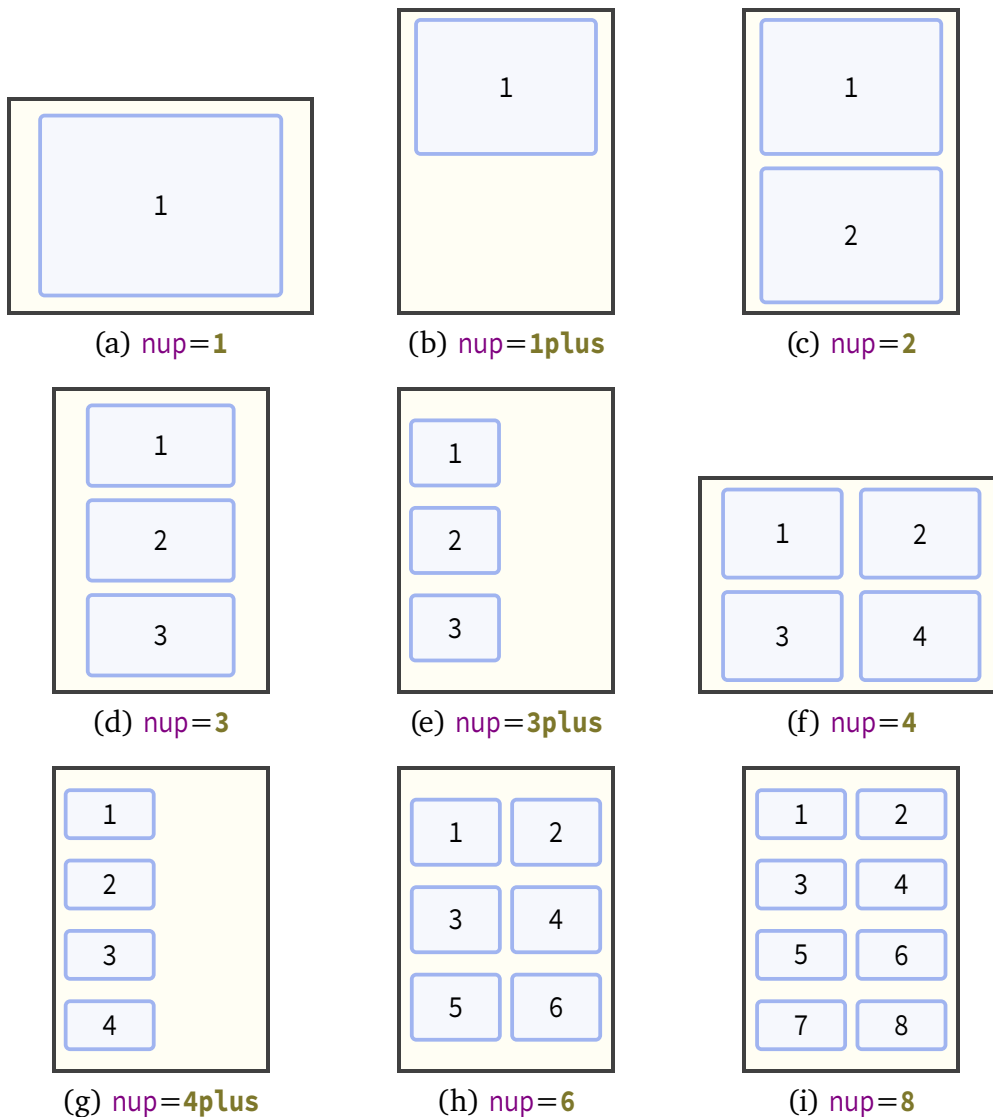 1
1
1
2
(a) nup=1
(b) nup=1plus
(c) nup=2
1
2
3
1
2
3
1 2
3 4
(d) nup=3
(e) nup=3plus
(f) nup=4
1
2
3
4
1 2
3 4
5 6
1 2
3 4
5 6
7 8
(g) nup=4plus
(h) nup=6
(i) nup=8